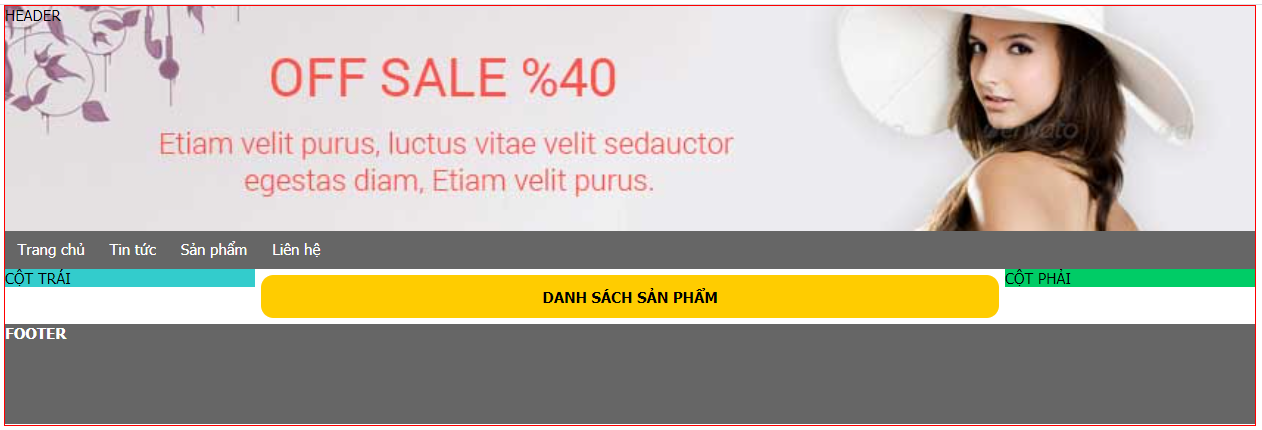 HEADER
OFF SALE %40
Etiam velit purus, luctus vitae velit sedauctor
egestas diam, Etiam velit purus.
envato
Trang chủ Tin tức Sản phẩm Liên hệ
CỘT TRÁI
DANH SÁCH SẢN PHẨM
CỘT PHẢI
FOOTER